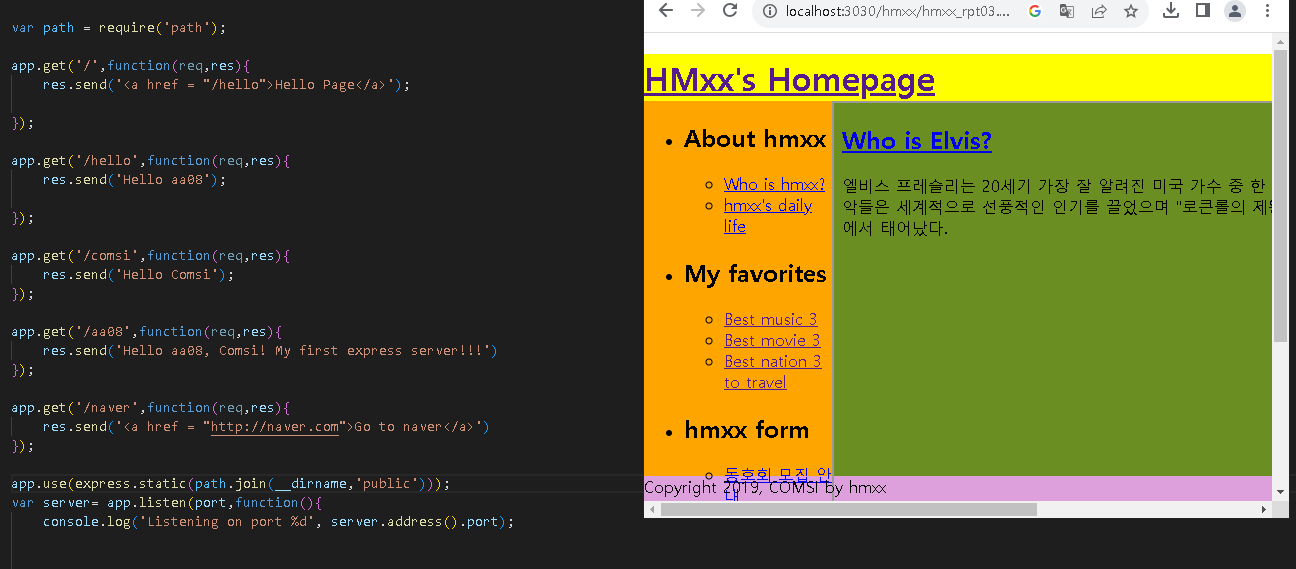 var path = require('path');
app.get('/',function(req,res){
res.send('<a href = "/hello">Hello Page</a>');
});
app.get('/hello',function(req,res){
res.send('Hello aa08');
});
app.get('/comsi',function(req,res){
res.send('Hello Comsi');
});
app.get('/aa08',function(req,res){
res.send('Hello aa08, Comsi! My first express server!!!')
});
app.get('/naver',function(req,res){
res.send('<a href = "http://naver.com">Go to naver</a>')
});
app.use(express.static(path.join(__dirname,'public')));
var server= app.listen(port,function(){
console.log('Listening on port %d', server.address().port);
localhost:3030/hmxx/hmxx_rpt03....
HMxx's Homepage
About hmxx
Who is hmxx?
hmxx's daily
life
My favorites
Best music 3
Best movie 3
Best nation 3
to travel
hmxx form
동호회 모집 안
내
Who is Elvis?
엘비스 프레슬리는 20세기 가장 잘 알려진 미국 가수 중 한
악들은 세계적으로 선풍적인 인기를 끌었으며 "로큰롤의 제
에서 태어났다.
Copyright 2019, COMSI by hmxx